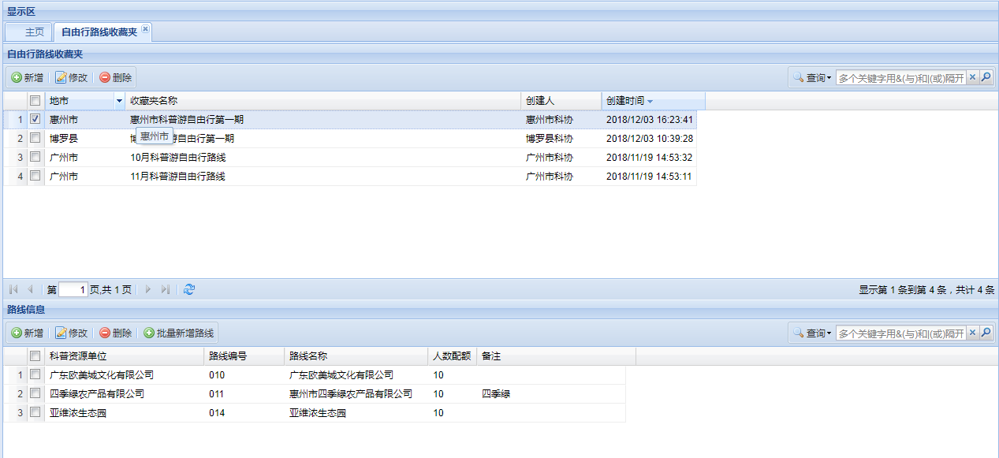 显示区
主页 自由行路线收藏夹
自由行路线收藏夹
新增 修改 删除 查询 多个关键字用&(与)和|(或)隔开
地市 收藏夹名称 创建人 创建时间
1 惠州市 惠州市科普游自由行第一期 惠州市科协 2018/12/03 16:23:41
惠州市
2 博罗县 自由行第一期 博罗县科协 2018/12/03 10:39:28
3 广州市 10月科普游自由行路线 广州市科协 2018/11/19 14:53:32
4 广州市 11月科普游自由行路线 广州市科协 2018/11/19 14:53:11
第 1 页,共 1 页 显示第 1 条到第 4 条，共计 4 条
路线信息
新增 修改 删除 批量新增路线 查询 多个关键字用&(与)和|(或)隔开
科普资源单位 路线编号 路线名称 人数配额 备注
1 广东欧美城文化有限公司 010 广东欧美城文化有限公司 10
2 四季绿农产品有限公司 011 惠州市四季绿农产品有限公司 10 四季绿
3 亚维浓生态园 014 亚维浓生态园 10